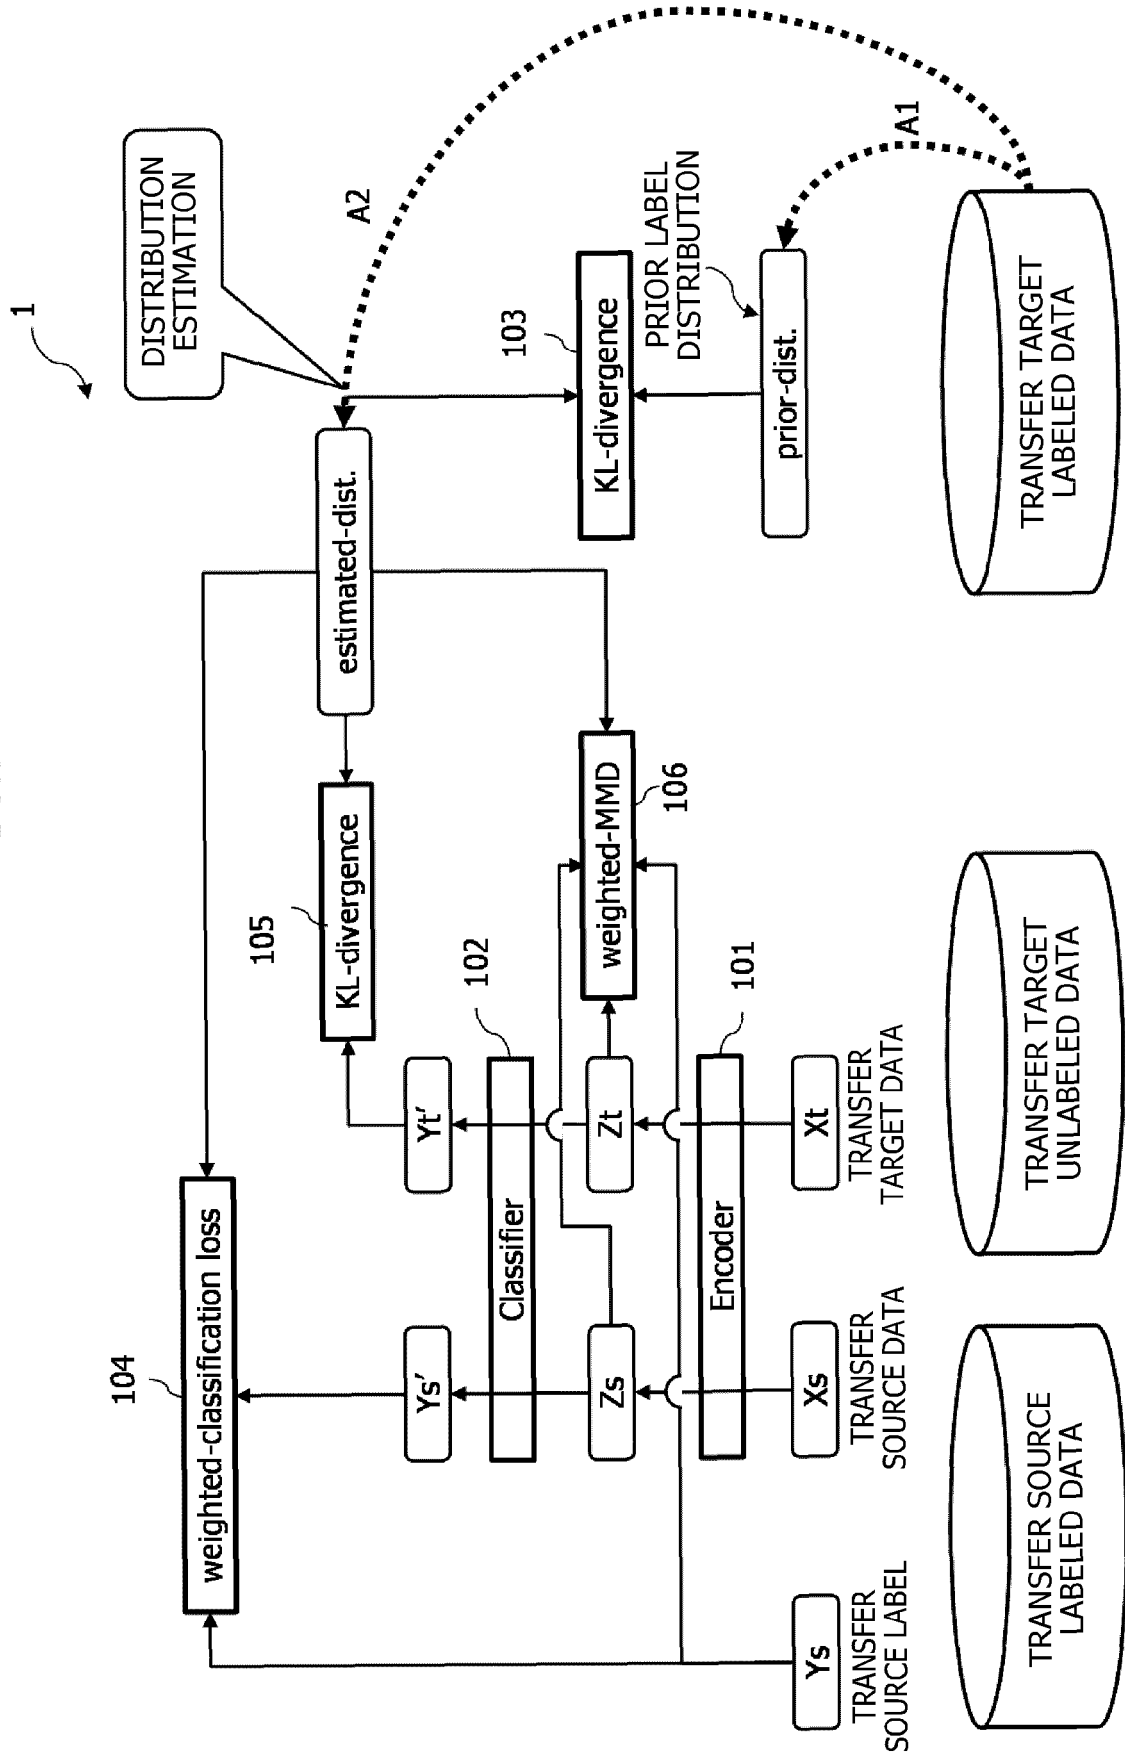 1
104
DISTRIBUTION
ESTIMATION
weighted-classification loss
105
KL-divergence
estimated-dist.
A2
Ys'
Yt'
102
Classifier
103
KL-divergence
Zs
Zt
weighted-MMD
106
PRIOR LABEL
DISTRIBUTION
Encoder
101
prior-dist.
A1
Ys
Xs
Xt
TRANSFER
SOURCE LABEL
TRANSFER
SOURCE DATA
TRANSFER
TARGET DATA
TRANSFER SOURCE
LABELED DATA
TRANSFER TARGET
UNLABELED DATA
TRANSFER TARGET
LABELED DATA